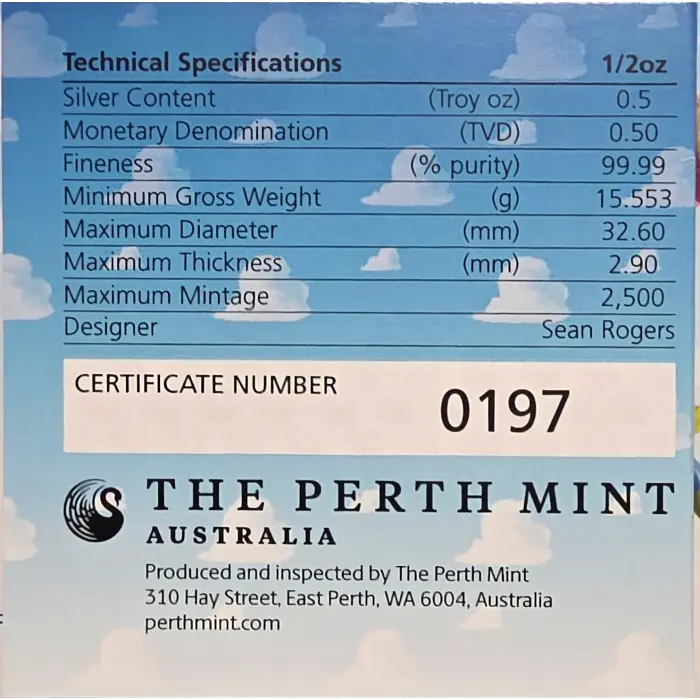 Technical Specifications 1/2oz
Silver Content (Troy oz) 0.5
Monetary Denomination (TVD) 0.50
Fineness (% purity) 99.99
Minimum Gross Weight (g) 15.553
Maximum Diameter (mm) 32.60
Maximum Thickness (mm) 2.90
Maximum Mintage 2,500
Designer Sean Rogers
CERTIFICATE NUMBER 0197
THE PERTH MINT
AUSTRALIA
Produced and inspected by The Perth Mint
310 Hay Street, East Perth, WA 6004, Australia
perthmint.com